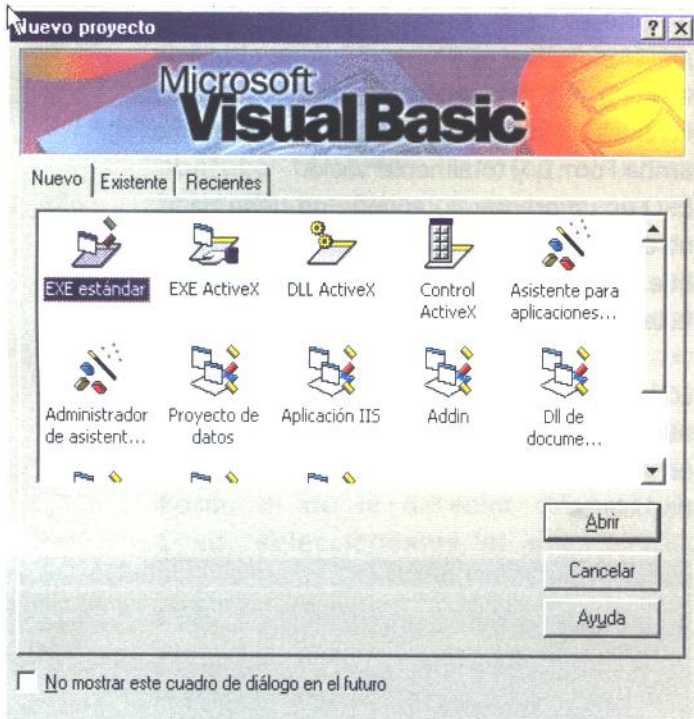 Nuevo proyecto
Microsoft
Visual Basic
Nuevo Existente Recientes
EXE estándar EXE ActiveX DLL ActiveX Control ActiveX Asistente para aplicaciones...
Administrador de asistent... Proyecto de datos Aplicación IIS Addin Dll de docume...
Abrir
Cancelar
Ayuda
No mostrar este cuadro de diálogo en el futuro